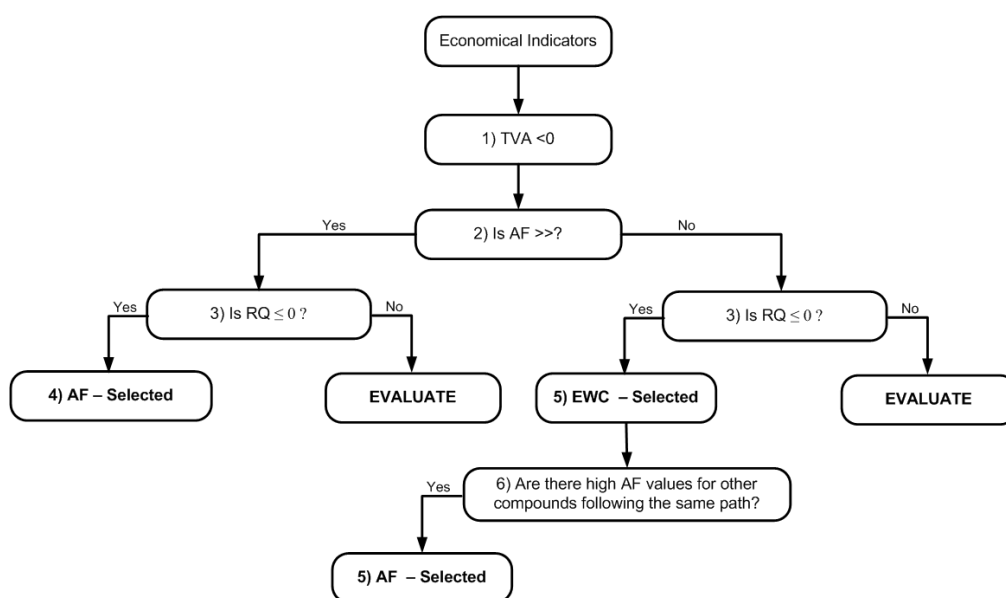 Economical Indicators
1) TVA <0
Yes
2) Is AF >>?
No
Yes
3) Is RQ ≤ 0 ?
No
Yes
3) Is RQ ≤ 0 ?
No
4) AF – Selected
EVALUATE
5) EWC – Selected
EVALUATE
Yes
6) Are there high AF values for other
compounds following the same path?
5) AF – Selected